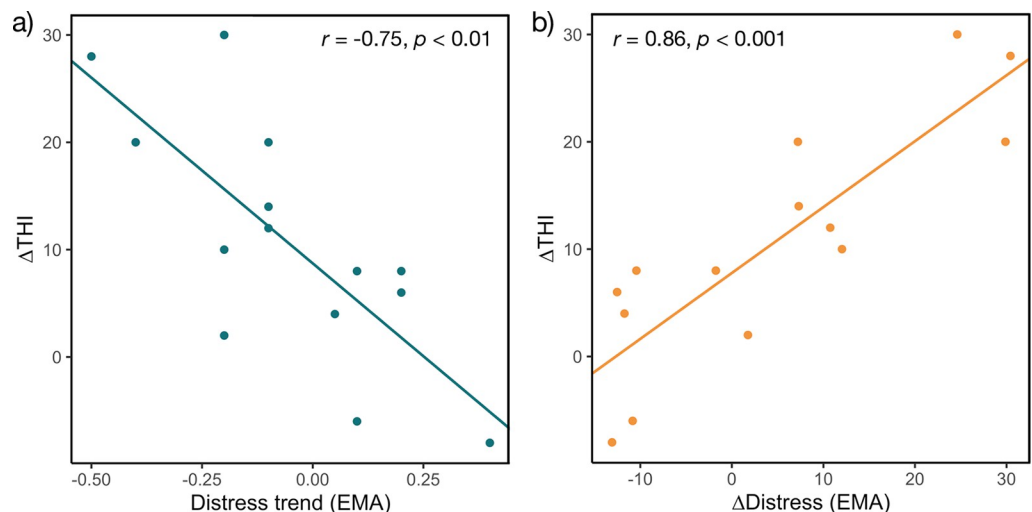 a)
r = -0.75, p < 0.01
30
20
10
0
ΔTHI
-0.50
-0.25
0.00
0.25
Distress trend (EMA)
b)
r = 0.86, p < 0.001
30
20
10
0
ΔTHI
-10
0
10
20
30
ΔDistress (EMA)